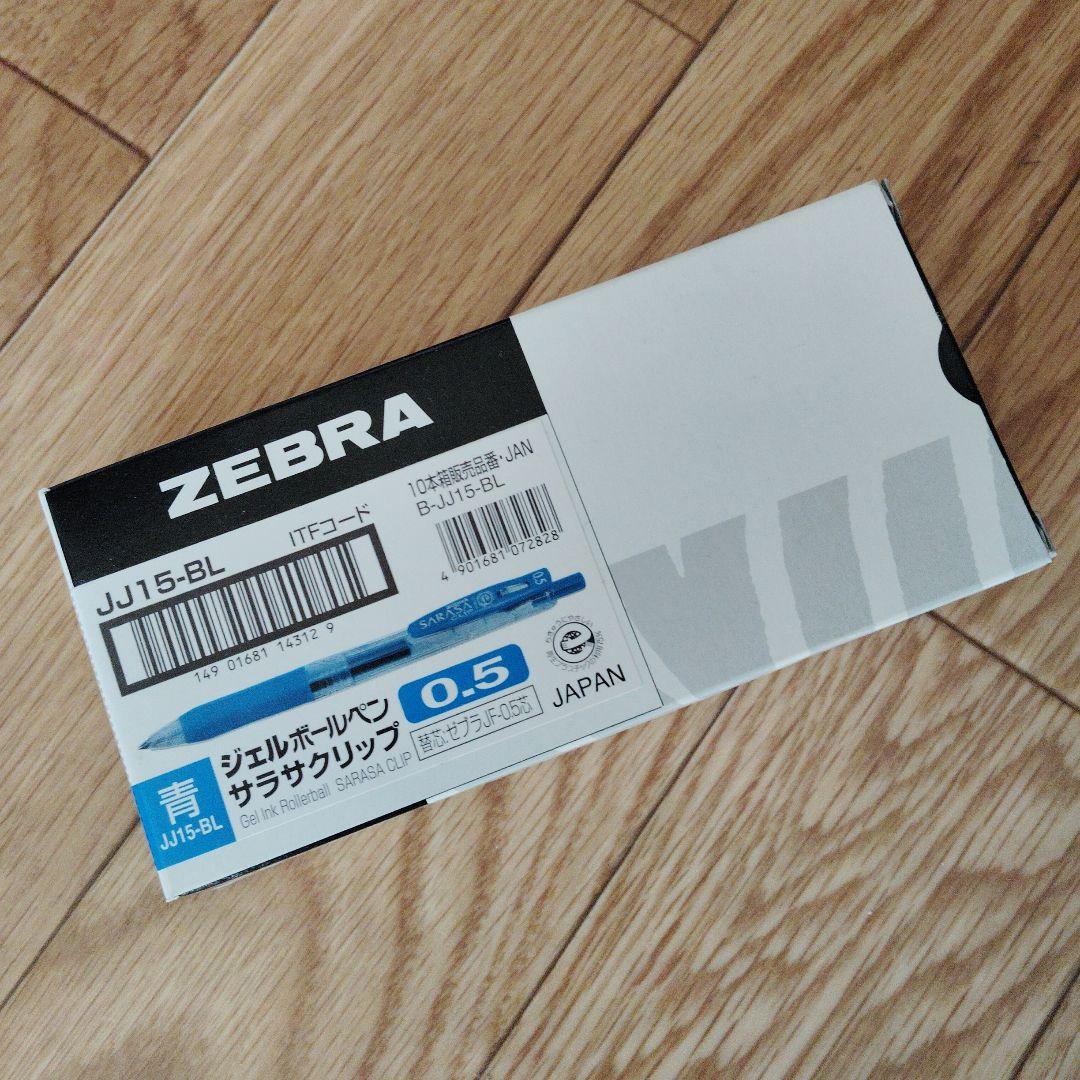 ZEBRA
JJ15-BL
ITFコード
149 01681 14312 9
10本箱販売品番・JAN
B-JJ15-BL
4 901681 072828
SARASA
0.5
0.5
ジェルボールペン
サラサクリップ
Gel Ink Rollerball SARASA CLIP
替芯:ゼブラJF-0.5芯
JAPAN
青
JJ15-BL